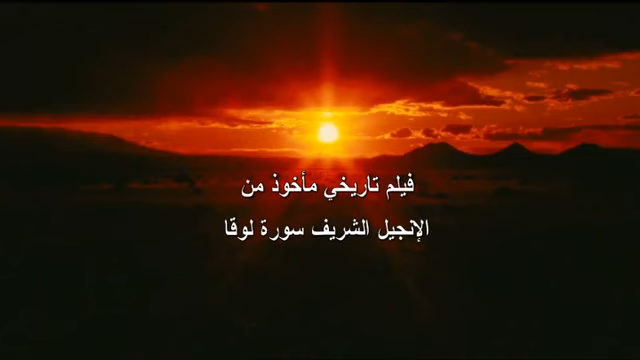 فيلم تاريخي مأخوذ من
الإنجيل الشريف سورة لوقا